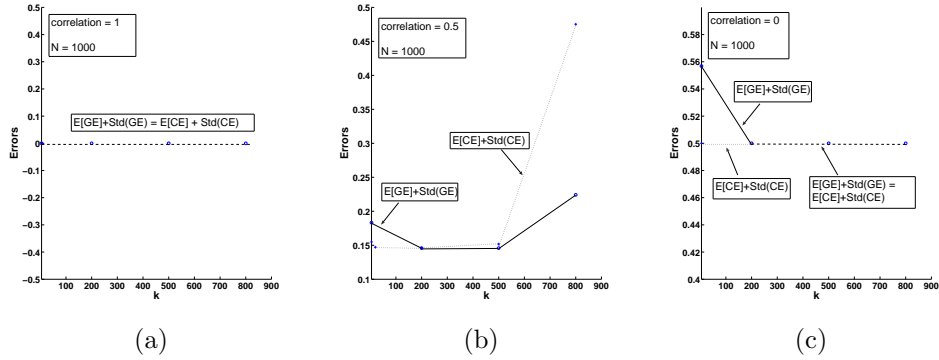 correlation = 1
N = 1000
E[GE]+Std(GE) = E[CE] + Std(CE)
Errors
0.5
0.4
0.3
0.2
0.1
0
−0.1
−0.2
−0.3
−0.4
−0.5
100 200 300 400 500 600 700 800 900
k
(a)
correlation = 0.5
N = 1000
E[CE]+Std(CE)
E[GE]+Std(GE)
Errors
0.5
0.45
0.4
0.35
0.3
0.25
0.2
0.15
0.1
100 200 300 400 500 600 700 800 900
k
(b)
correlation = 0
N = 1000
E[GE]+Std(GE)
E[CE]+Std(CE)
E[GE]+Std(GE) =
E[CE]+Std(CE)
Errors
0.58
0.56
0.54
0.52
0.5
0.48
0.46
0.44
0.42
0.4
100 200 300 400 500 600 700 800 900
k
(c)